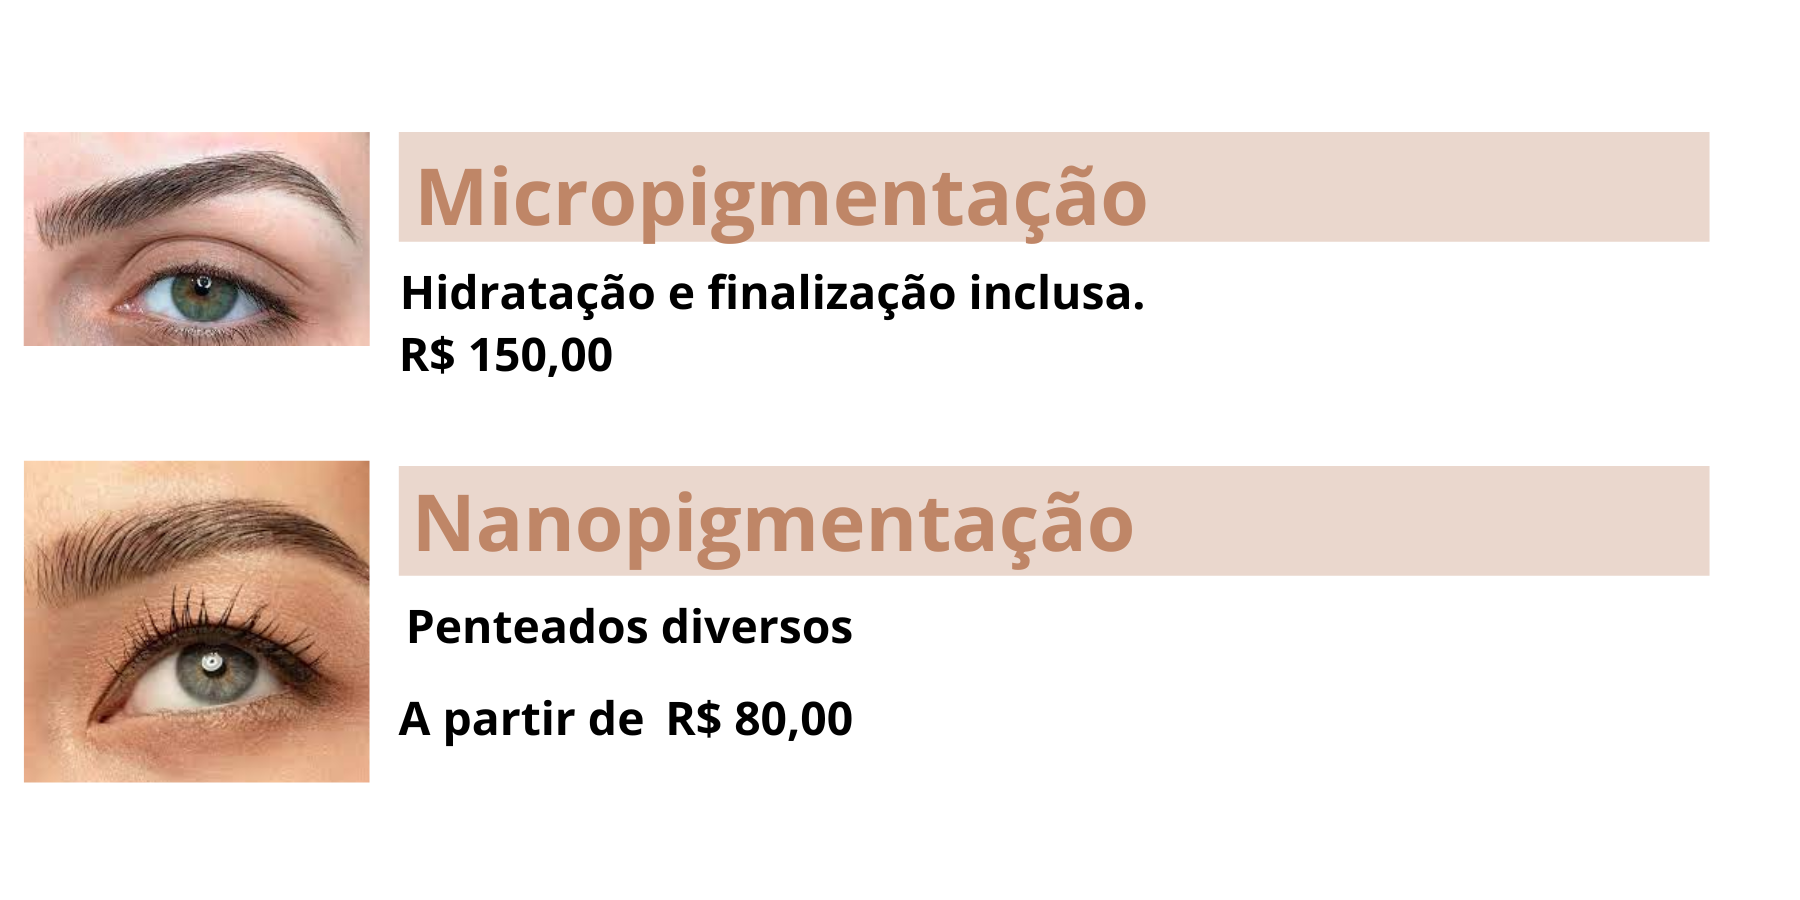 Micropigmentação
Hidratação e finalização inclusa.
R$ 150,00
Nanopigmentação
Penteados diversos
A partir de R$ 80,00